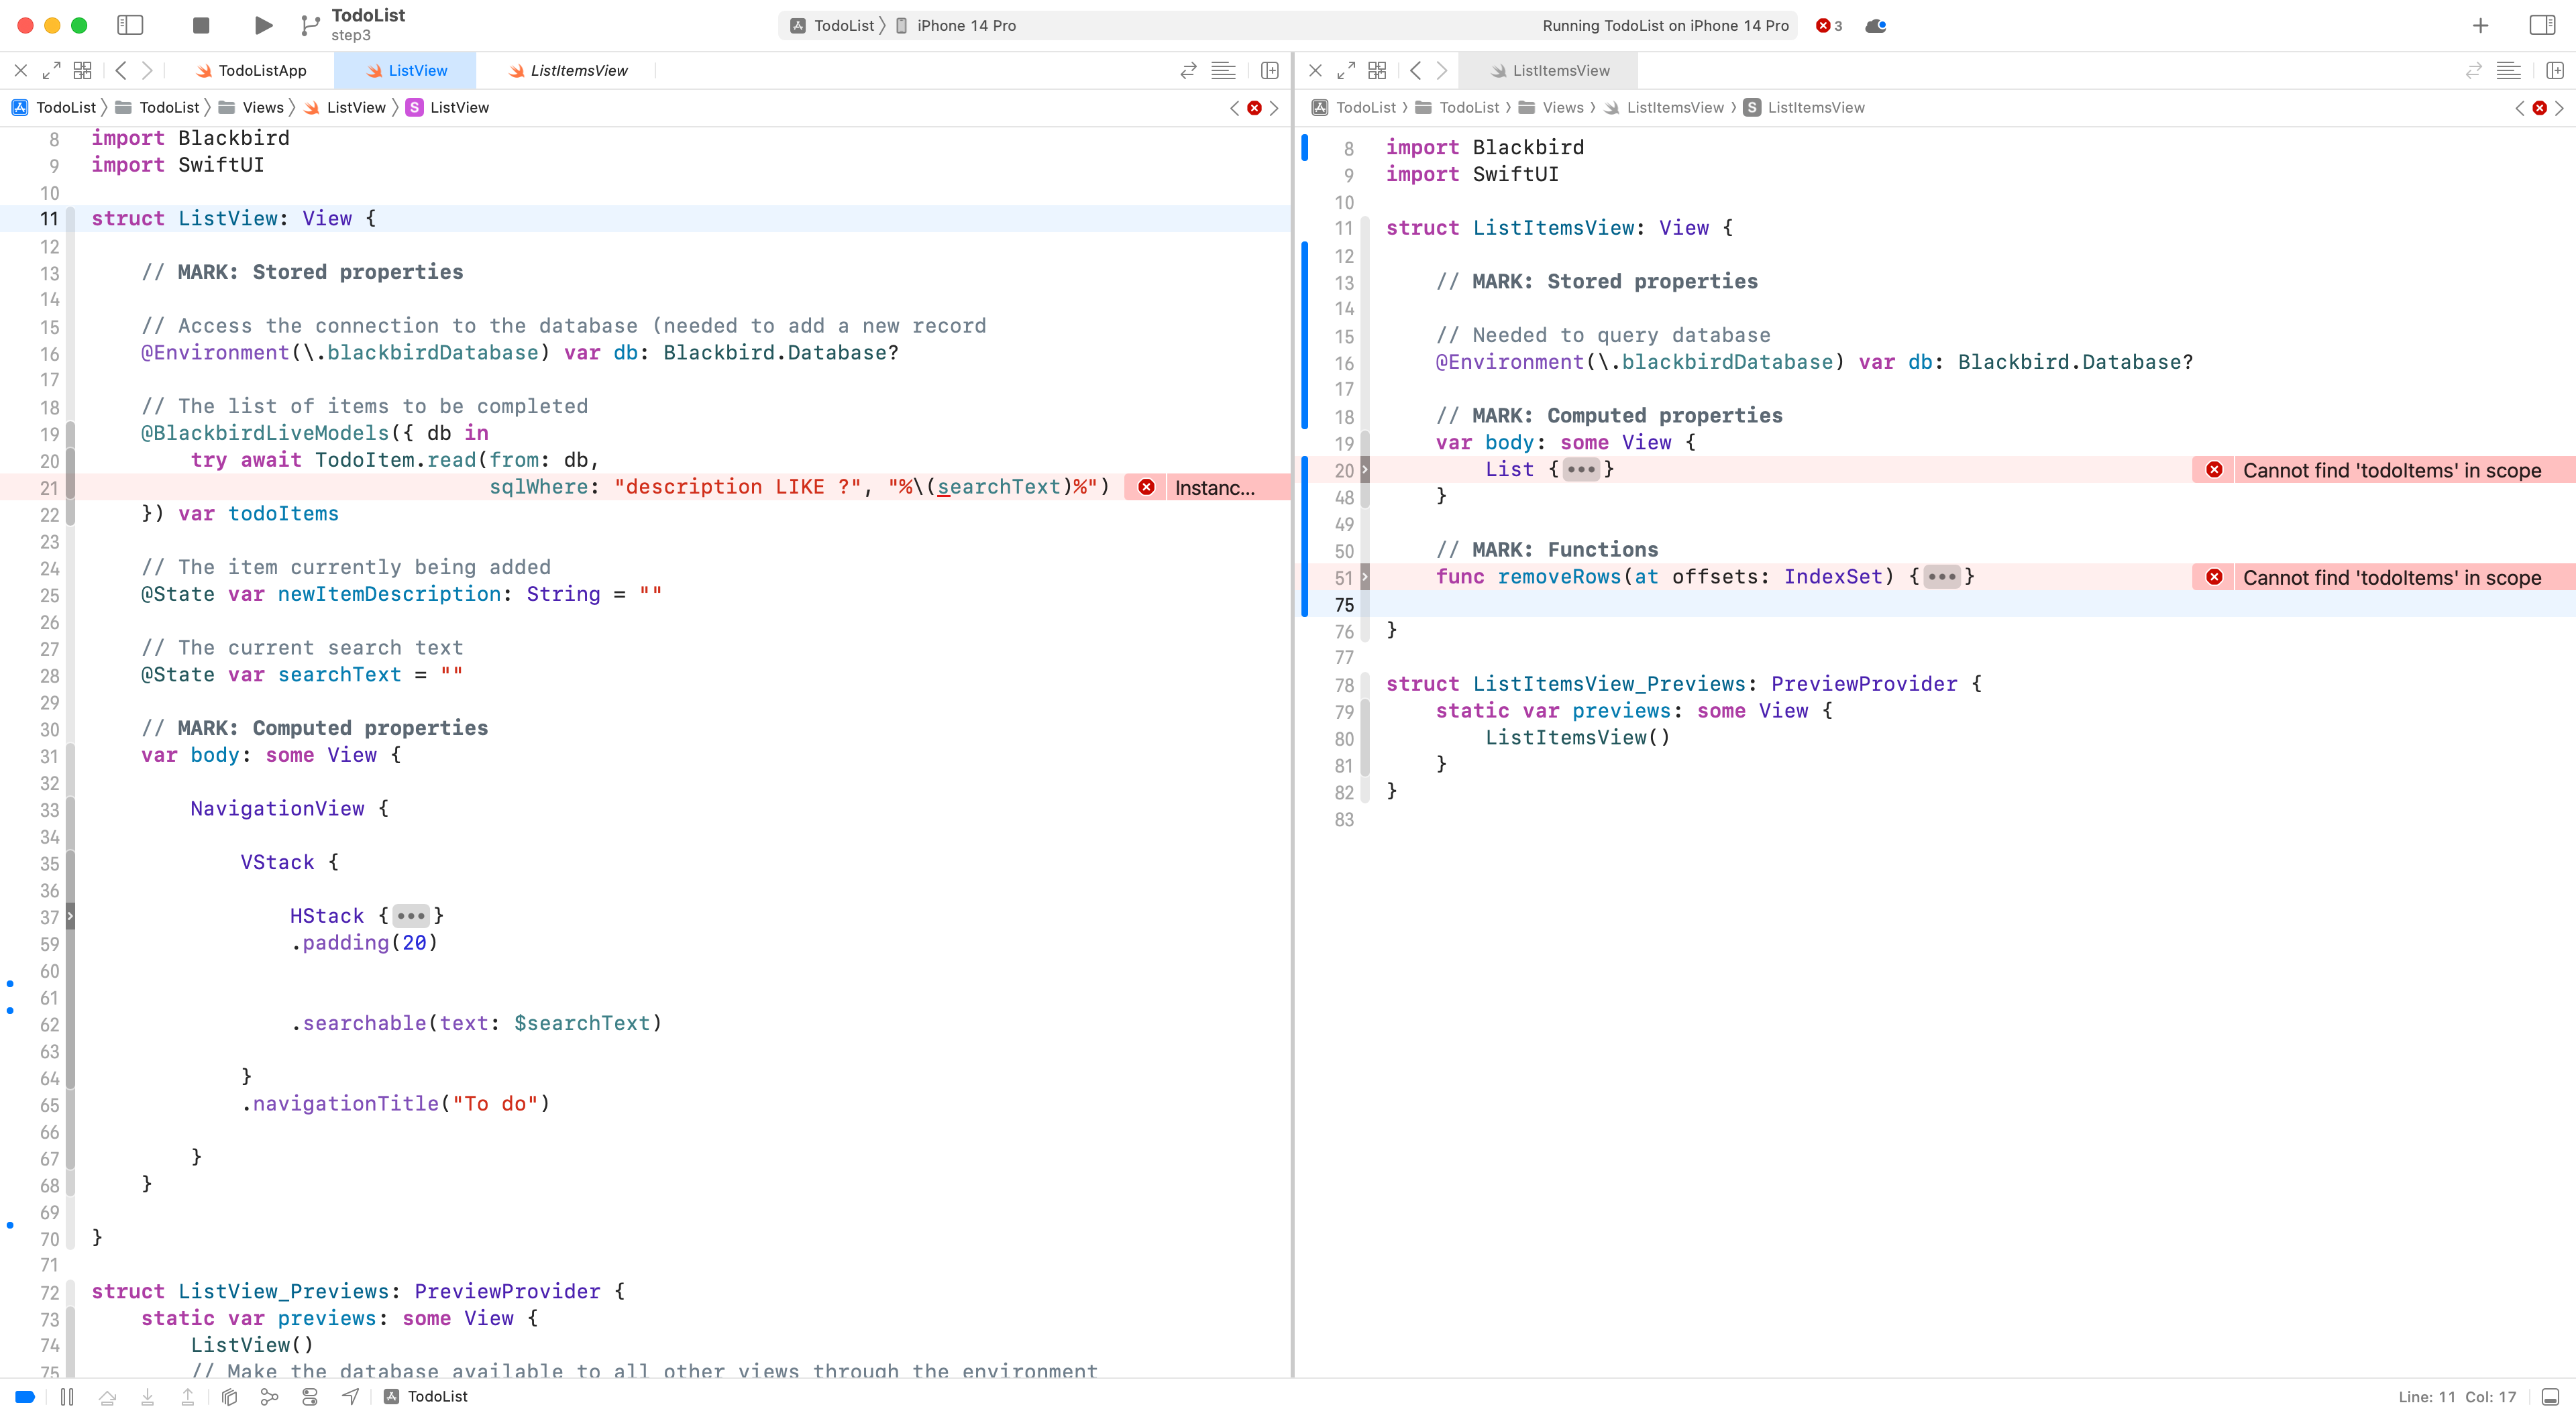 TodoList
step3
TodoList
iPhone 14 Pro
Running TodoList on iPhone 14 Pro
3
TodoListApp
ListView
ListItemsView
TodoList
TodoList
Views
ListView
S
ListView
8 import Blackbird
9 import SwiftUI
10
11 struct ListView: View {
12
13 // MARK: Stored properties
14
15 // Access the connection to the database (needed to add a new record
16 @Environment(\.blackbirdDatabase) var db: Blackbird.Database?
17
18 // The list of items to be completed
19 @BlackbirdLiveModels({ db in
20 try await TodoItem.read(from: db,
21 sqlWhere: "description LIKE ?", "%\(searchText)%") Instanc...
22 }) var todoItems
23
24 // The item currently being added
25 @State var newItemDescription: String = ""
26
27 // The current search text
28 @State var searchText = ""
29
30 // MARK: Computed properties
31 var body: some View {
32
33 NavigationView {
34
35 VStack {
36
37 HStack {•••}
59 .padding(20)
60
61
62 .searchable(text: $searchText)
63
64 }
65 .navigationTitle("To do")
66
67 }
68 }
69
70 }
71
72 struct ListView_Previews: PreviewProvider {
73 static var previews: some View {
74 ListView()
75 // Make the database available to all other views through the environment
TodoList
ListItemsView
TodoList
TodoList
Views
ListItemsView
S
ListItemsView
8 import Blackbird
9 import SwiftUI
10
11 struct ListItemsView: View {
12
13 // MARK: Stored properties
14
15 // Needed to query database
16 @Environment(\.blackbirdDatabase) var db: Blackbird.Database?
17
18 // MARK: Computed properties
19 var body: some View {
20 List {•••} Cannot find 'todoItems' in scope
48 }
49
50 // MARK: Functions
51 func removeRows(at offsets: IndexSet) {•••} Cannot find 'todoItems' in scope
75
76 }
77
78 struct ListItemsView_Previews: PreviewProvider {
79 static var previews: some View {
80 ListItemsView()
81 }
82 }
83
Line: 11 Col: 17